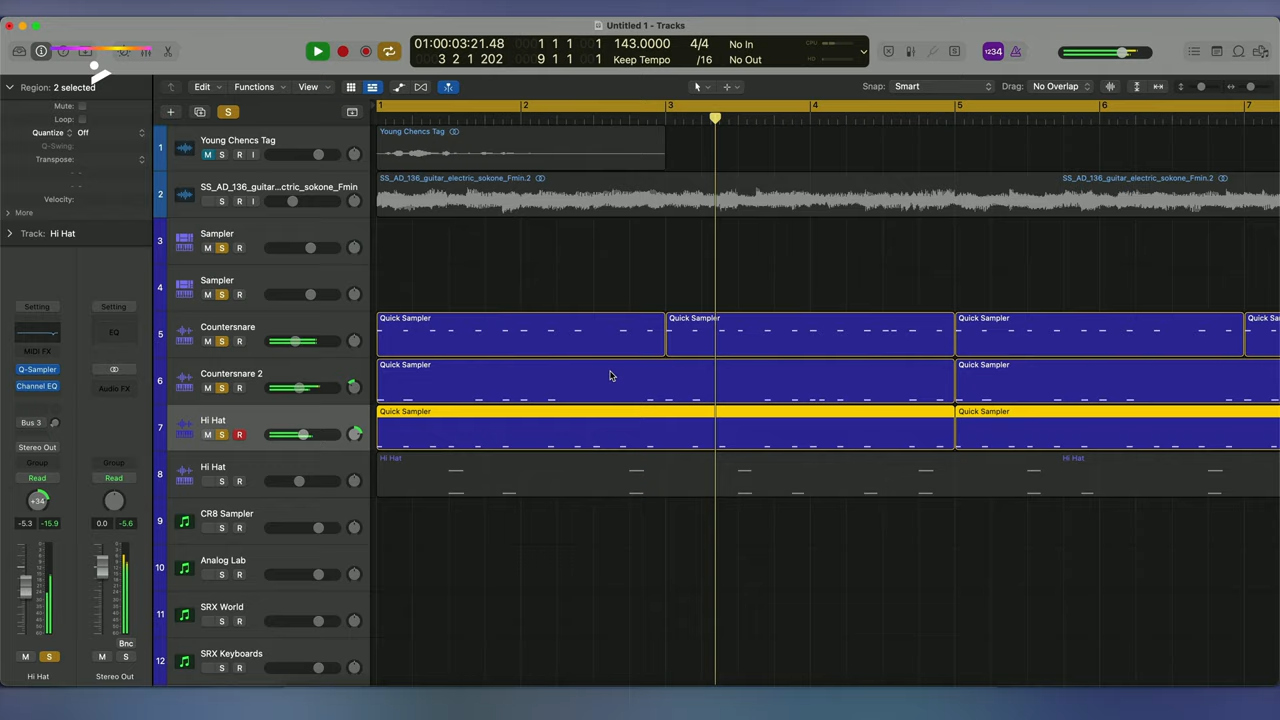 Untitled 1 - Tracks
01:00:03:21.48
3 2 1 202
1 1 1 1
9 1 1 1
143.0000
Keep Tempo
4/4
/16
No In
No Out
CPU
HD
1234
Region: 2 selected
Edit
Functions
View
Snap: Smart
Drag: No Overlap
Mute:
Loop:
Quantize Off
Q-Swing:
Transpose:
Velocity:
More
Track: Hi Hat
S
1 2 3 4 5 6 7
1 Young Chencs Tag
M S R I
Young Chencs Tag
2 SS_AD_136_guitar...ctric_sokone_Fmin
S R I
SS_AD_136_guitar_electric_sokone_Fmin.2
SS_AD_136_guitar_electric_sokone_Fmin.2
3 Sampler
M S R
4 Sampler
M S R
5 Countersnare
M S R
Quick Sampler
Quick Sampler
Quick Sampler
Quick Sa
6 Countersnare 2
M S R
Quick Sampler
Quick Sampler
7 Hi Hat
M S R
Quick Sampler
Quick Sampler
8 Hi Hat
S R
Hi Hat
Hi Hat
9 CR8 Sampler
S R
10 Analog Lab
S R
11 SRX World
S R
12 SRX Keyboards
S R
Setting Setting
EQ
MIDI FX
Q-Sampler
Channel EQ Audio FX
Bus 3
Stereo Out
Group Group
Read Read
+34
-5.3 -15.9 0.0 -5.6
Bnc
M S M S
Hi Hat Stereo Out